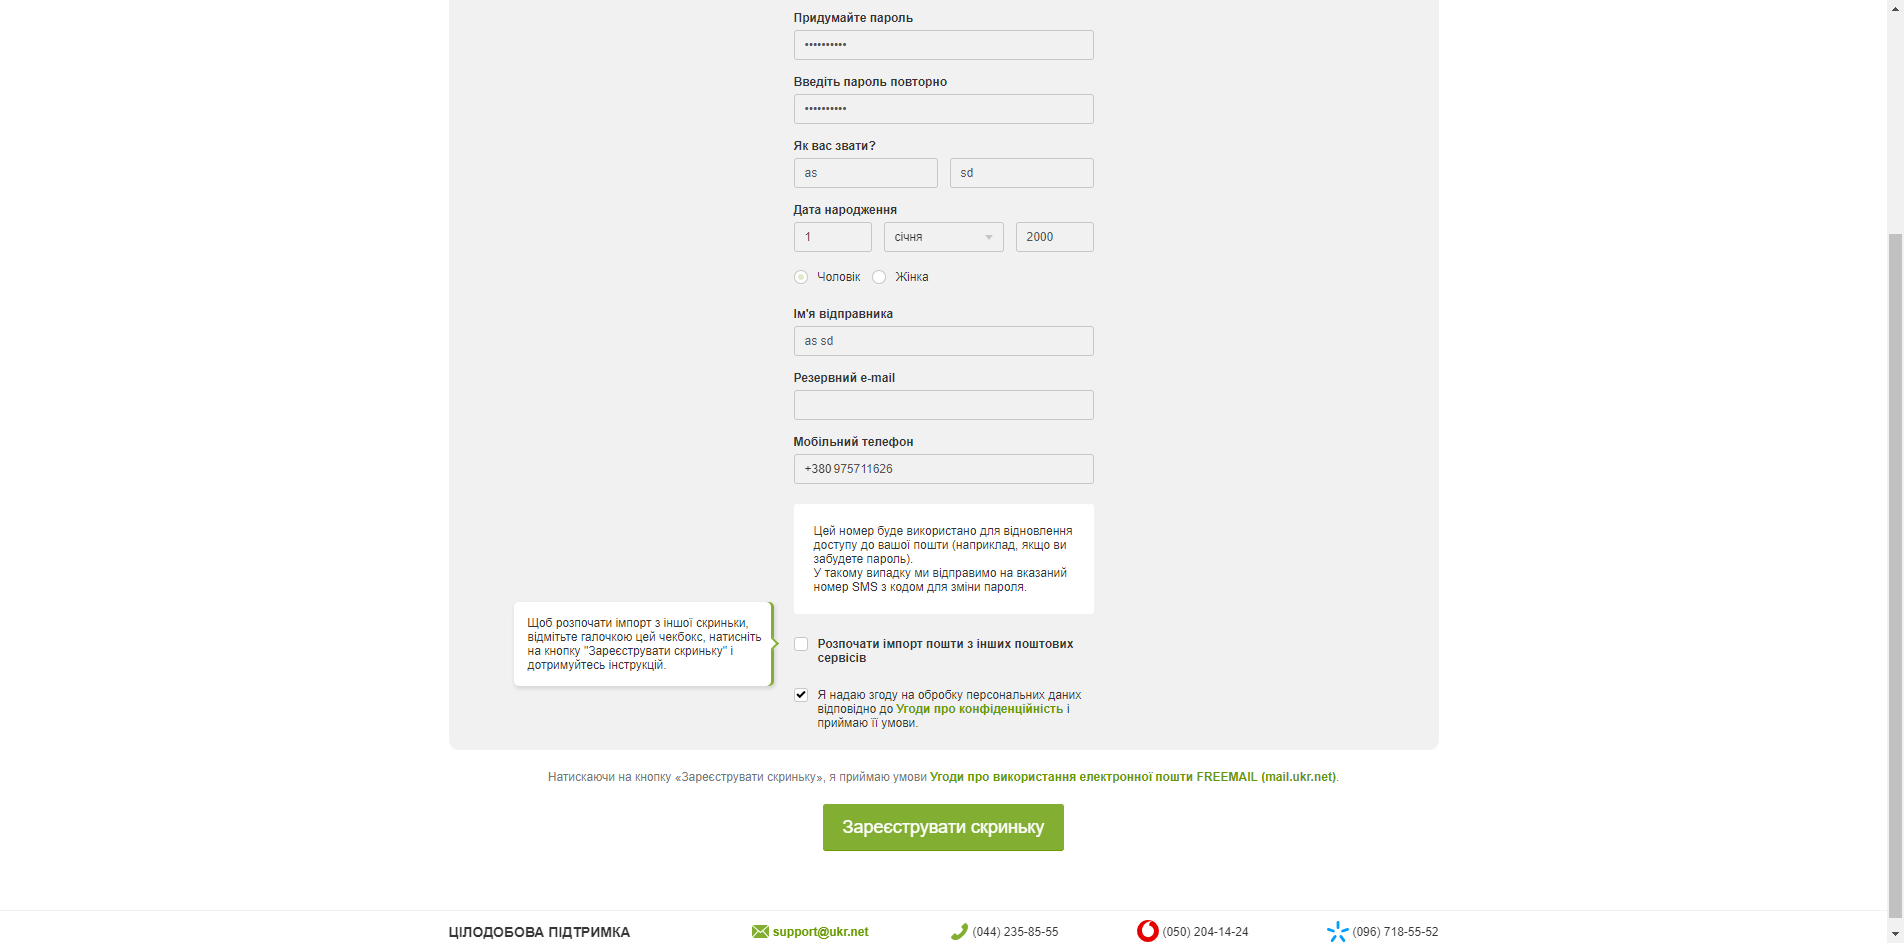 Придумайте пароль
••••••••••
Введіть пароль повторно
••••••••••
Як вас звати?
as sd
Дата народження
1 січня 2000
Чоловік Жінка
Ім'я відправника
as sd
Резервний e-mail
Мобільний телефон
+380 975711626
Цей номер буде використано для відновлення
доступу до вашої пошти (наприклад, якщо ви
забудете пароль).
У такому випадку ми відправимо на вказаний
номер SMS з кодом для зміни пароля.
Щоб розпочати імпорт з іншої скриньки,
відмітьте галочкою цей чекбокс, натисніть
на кнопку "Зареєструвати скриньку" і
дотримуйтесь інструкцій.
Розпочати імпорт пошти з інших поштових
сервісів
Я надаю згоду на обробку персональних даних
відповідно до Угоди про конфіденційність і
приймаю її умови.
Натискаючи на кнопку «Зареєструвати скриньку», я приймаю умови Угоди про використання електронної пошти FREEMAIL (mail.ukr.net).
Зареєструвати скриньку
ЦІЛОДОБОВА ПІДТРИМКА support@ukr.net (044) 235-85-55 (050) 204-14-24 (096) 718-55-52